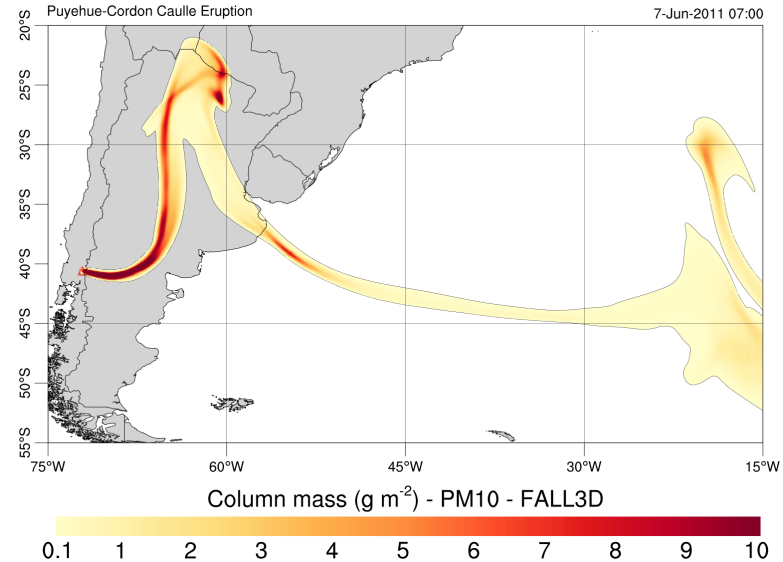 Puyehue-Cordon Caulle Eruption
7-Jun-2011 07:00
20°S
25°S
30°S
35°S
40°S
45°S
50°S
55°S
75°W 60°W 45°W 30°W 15°W
Column mass (g m⁻²) - PM10 - FALL3D
0.1 1 2 3 4 5 6 7 8 9 10